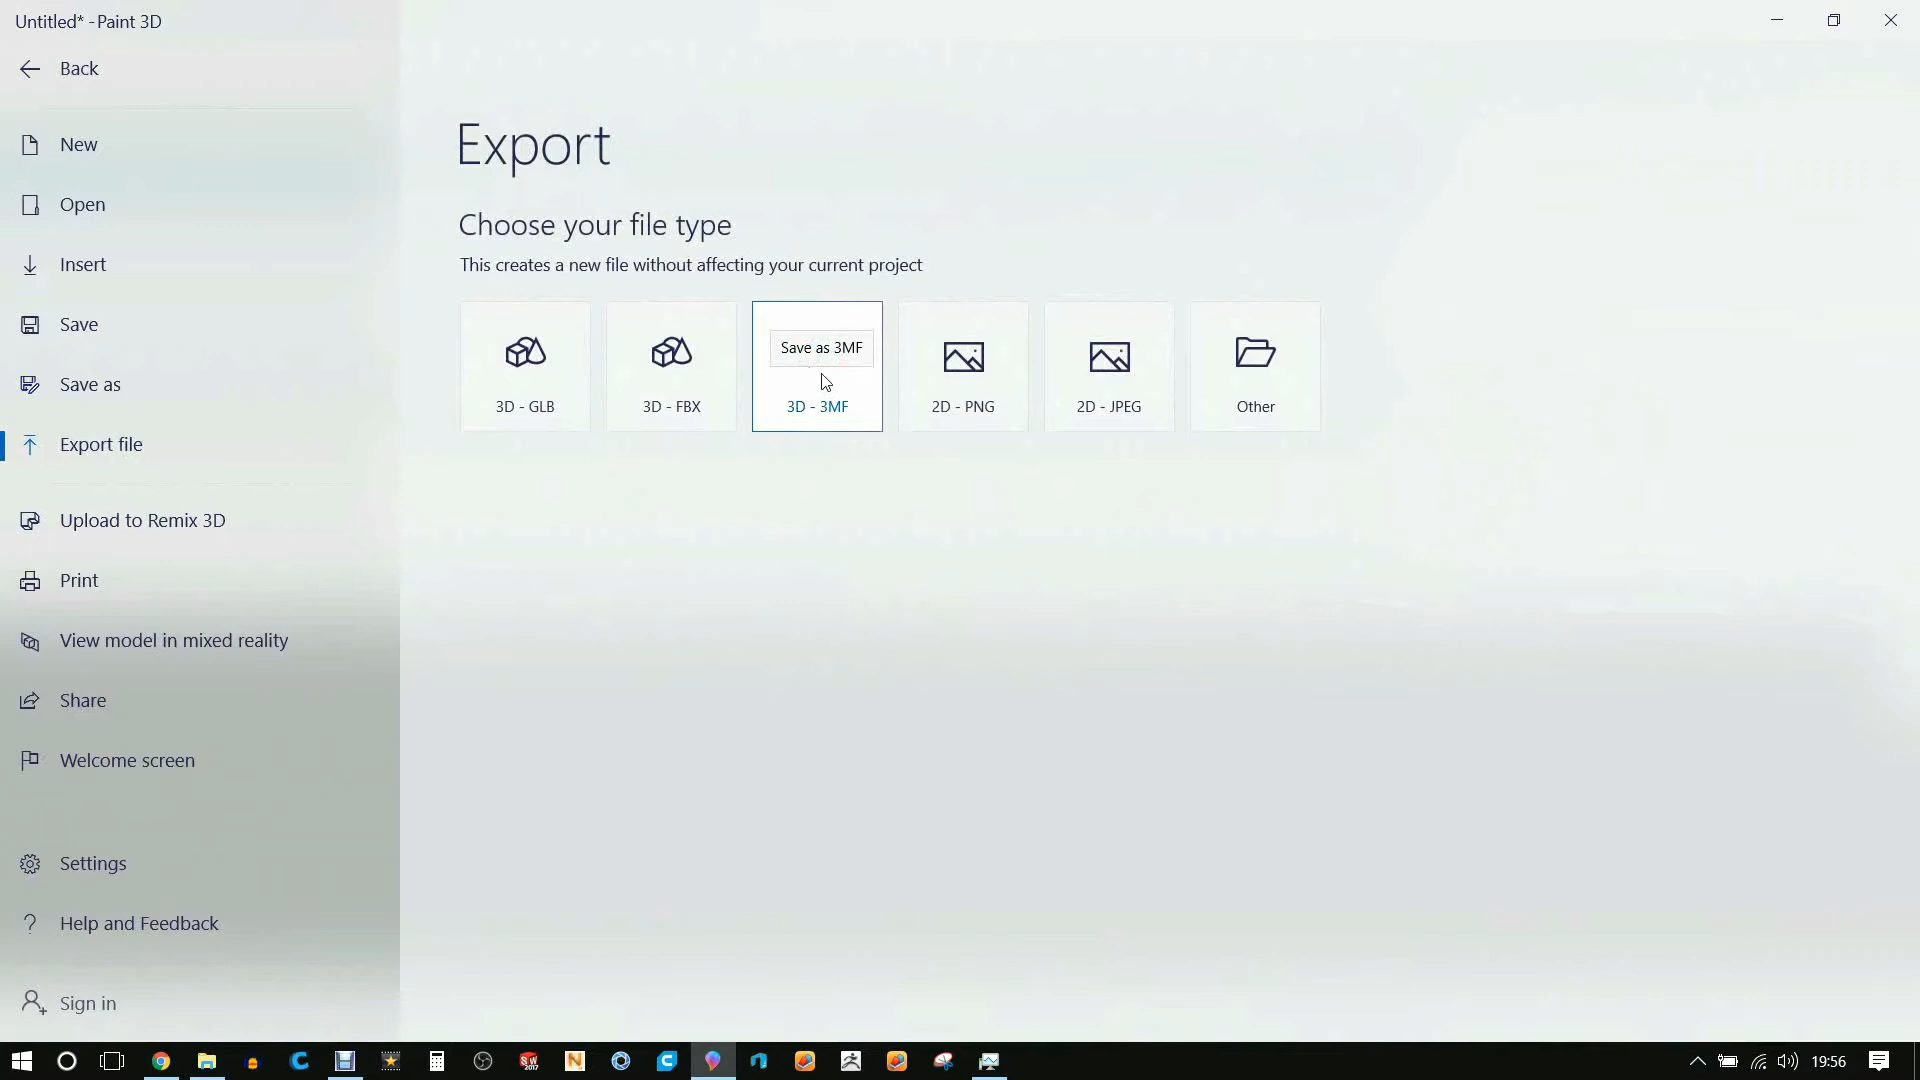 Untitled* - Paint 3D
Back
New
Open
Insert
Save
Save as
Export file
Upload to Remix 3D
Print
View model in mixed reality
Share
Welcome screen
Settings
Help and Feedback
Sign in
Export
Choose your file type
This creates a new file without affecting your current project
Save as 3MF
3D - GLB
3D - FBX
3D - 3MF
2D - PNG
2D - JPEG
Other
SW
2017
19:56